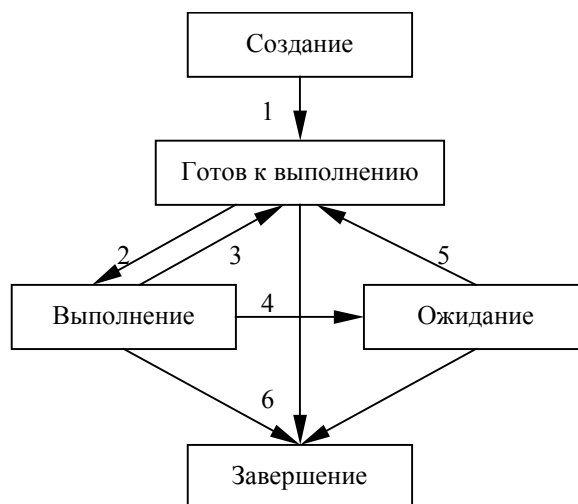 Создание
1
Готов к выполнению
2
3
5
Выполнение
4
Ожидание
6
Завершение